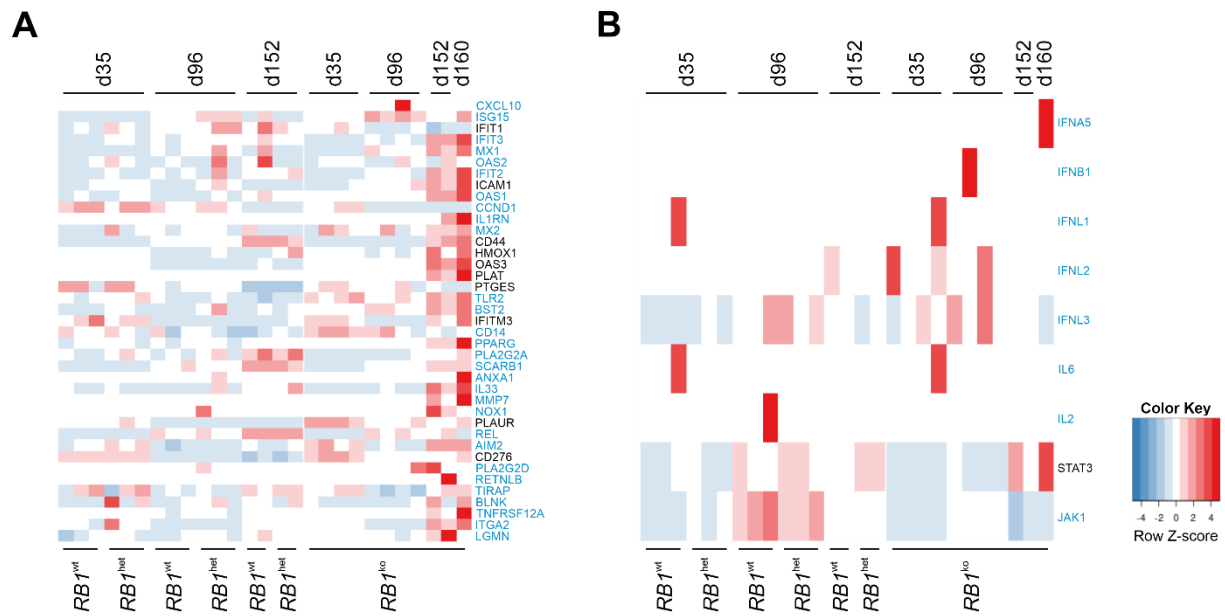 A
d35
d96
d152
d35
d96
d152
d160
CXCL10
ISG15
IFIT1
IFIT3
MX1
OAS2
IFIT2
ICAM1
OAS1
CCND1
IL1RN
MX2
CD44
HMOX1
OAS3
PLAT
PTGES
TLR2
BST2
IFITM3
CD14
PPARG
PLA2G2A
SCARB1
ANXA1
IL33
MMP7
NOX1
PLAUR
REL
AIM2
CD276
PLA2G2D
RETNLB
TIRAP
BLNK
TNFRSF12A
ITGA2
LGMN
RB1wt
RB1het
RB1wt
RB1het
RB1wt
RB1het
RB1ko
B
d35
d96
d152
d35
d96
d152
d160
IFNA5
IFNB1
IFNL1
IFNL2
IFNL3
IL6
IL2
STAT3
JAK1
RB1wt
RB1het
RB1wt
RB1het
RB1wt
RB1het
RB1ko
Color Key
-4 -2 0 2 4
Row Z-score